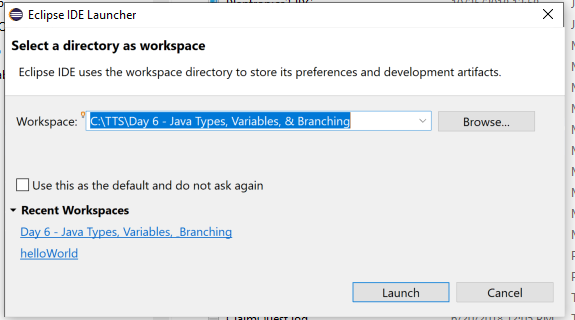 Eclipse IDE Launcher
Select a directory as workspace
Eclipse IDE uses the workspace directory to store its preferences and development artifacts.
Workspace: C:\TTS\Day 6 - Java Types, Variables, & Branching Browse...
Use this as the default and do not ask again
Recent Workspaces
Day 6 - Java Types, Variables, _Branching
helloWorld
Launch Cancel